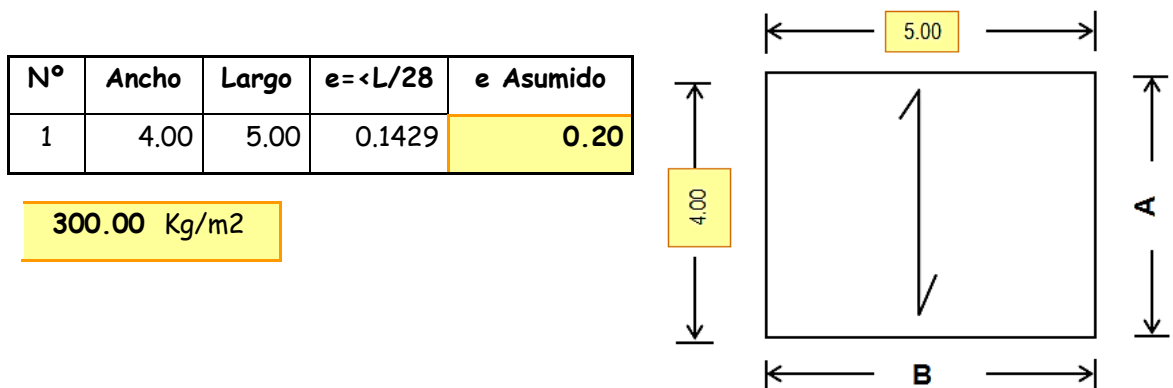 Nº Ancho Largo e=<L/28 e Asumido
1 4.00 5.00 0.1429 0.20
300.00 Kg/m2
5.00
4.00
A
B